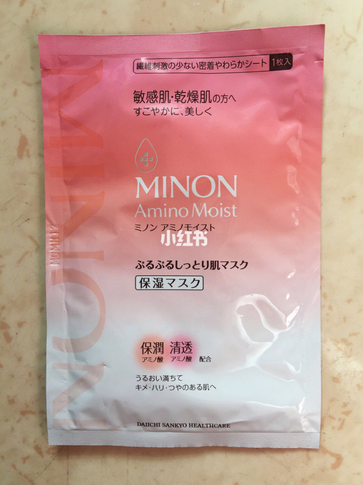 繊維刺激の少ない密着やわらかシート 1枚入
敏感肌・乾燥肌の方へ
すこやかに、美しく
MINON
MINON
Amino Moist
ミノン アミノモイスト
小红书
ぷるぷるしっとり肌マスク
保湿マスク
保潤 清透
アミノ酸 アミノ酸 配合
うるおい満ちて
キメ・ハリ・つやのある肌へ
DAIICHI SANKYO HEALTHCARE